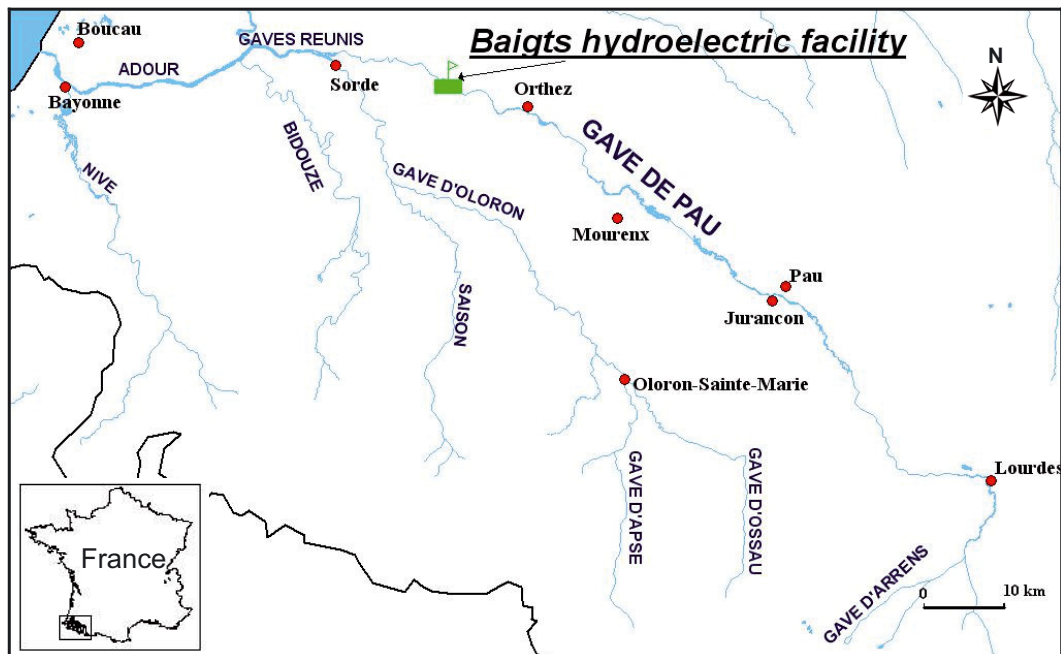 Boucau
GAVES REUNIS
Baigts hydroelectric facility
ADOUR
Sorde
N
Bayonne
Orthez
BIDOUZE
GAVE DE PAU
NIVE
GAVE D'OLORON
Mourenx
Pau
SAISON
Jurancon
Oloron-Sainte-Marie
Lourdes
GAVE D'APSE
GAVE D'OSSAU
France
GAVE D'ARRENS
0 10 km